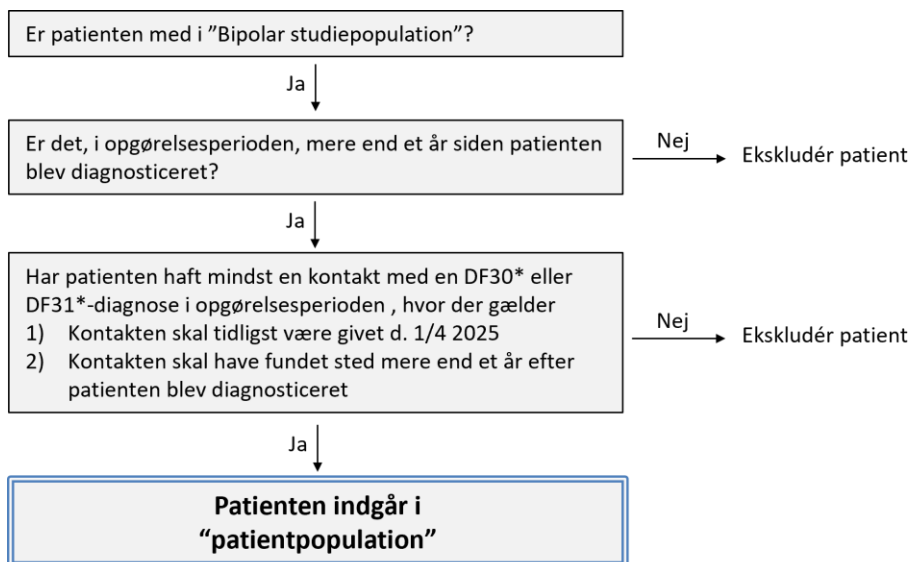 Er patienten med i ”Bipolar studiepopulation”?
Ja
Er det, i opgørelsesperioden, mere end et år siden patienten
blev diagnosticeret?
Nej
Ekskludér patient
Ja
Har patienten haft mindst en kontakt med en DF30* eller
DF31*-diagnose i opgørelsesperioden , hvor der gælder
1) Kontakten skal tidligst være givet d. 1/4 2025
2) Kontakten skal have fundet sted mere end et år efter
patienten blev diagnosticeret
Nej
Ekskludér patient
Ja
Patienten indgår i
“patientpopulation”